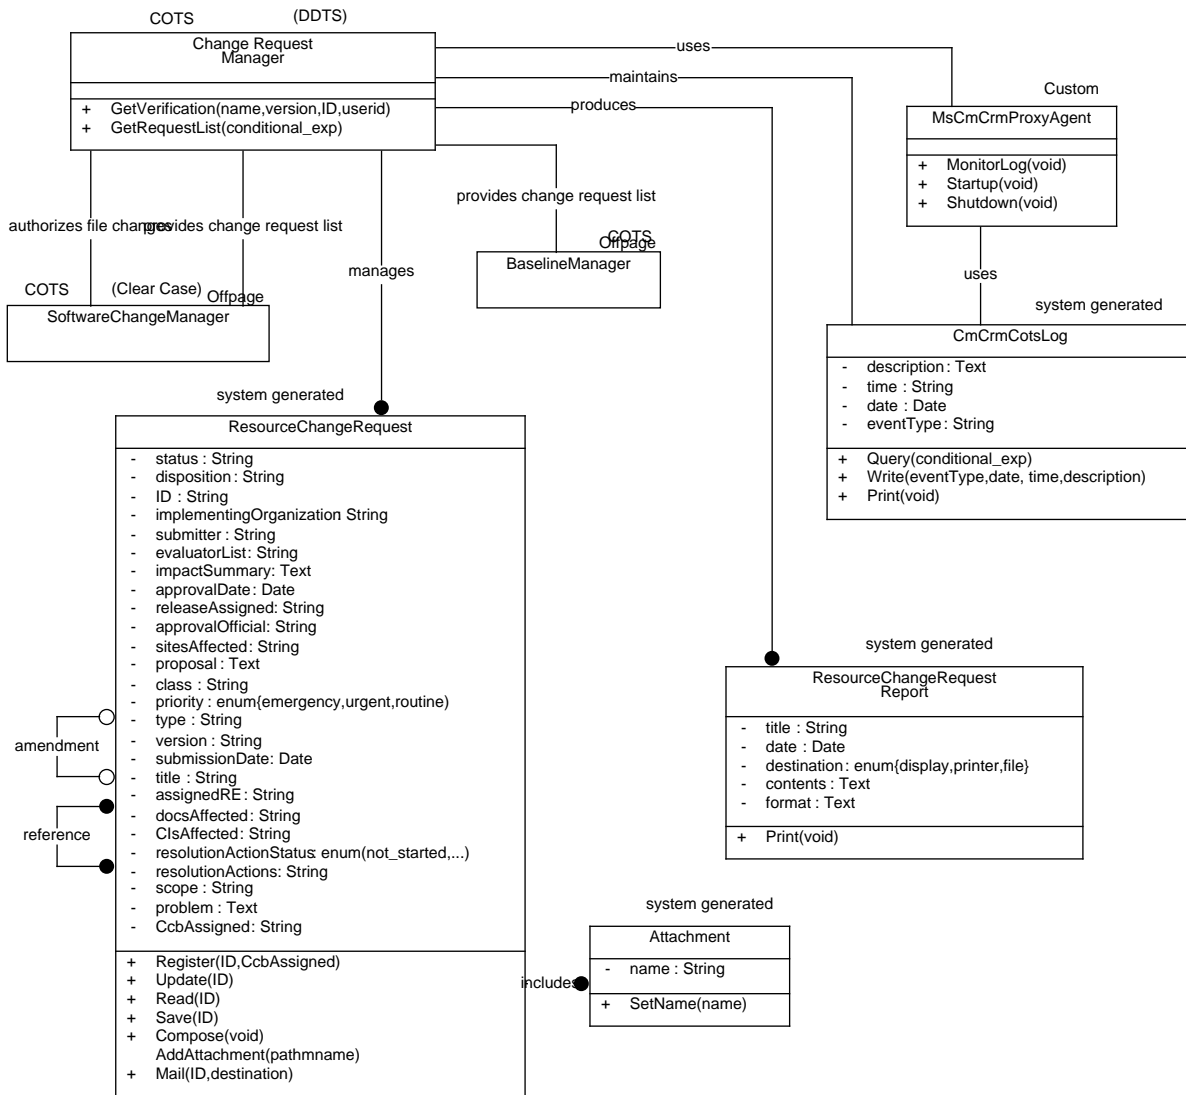 COTS (DDTS)
Change Request
Manager
+ GetVerification(name,version,ID,userid)
+ GetRequestList(conditional_exp)
uses
maintains
produces
Custom
MsCmCrmProxyAgent
+ MonitorLog(void)
+ Startup(void)
+ Shutdown(void)
uses
authorizes file changes
provides change request list
manages
provides change request list
COTS
Offpage
BaselineManager
COTS (Clear Case) Offpage
SoftwareChangeManager
system generated
CmCrmCotsLog
- description : Text
- time : String
- date : Date
- eventType : String
+ Query(conditional_exp)
+ Write(eventType,date, time,description)
+ Print(void)
system generated
ResourceChangeRequest
- status : String
- disposition : String
- ID : String
- implementingOrganization String
- submitter : String
- evaluatorList : String
- impactSummary: Text
- approvalDate : Date
- releaseAssigned: String
- approvalOfficial : String
- sitesAffected : String
- proposal : Text
- class : String
- priority : enum{emergency,urgent,routine)
- type : String
- version : String
- submissionDate: Date
- title : String
- assignedRE : String
- docsAffected : String
- CIsAffected : String
- resolutionActionStatus: enum(not_started,...)
- resolutionActions: String
- scope : String
- problem : Text
- CcbAssigned: String
+ Register(ID,CcbAssigned)
+ Update(ID)
+ Read(ID)
+ Save(ID)
+ Compose(void)
AddAttachment(pathmname)
+ Mail(ID,destination)
amendment
reference
system generated
ResourceChangeRequest
Report
- title : String
- date : Date
- destination : enum{display,printer,file}
- contents : Text
- format : Text
+ Print(void)
system generated
Attachment
- name : String
+ SetName(name)
includes